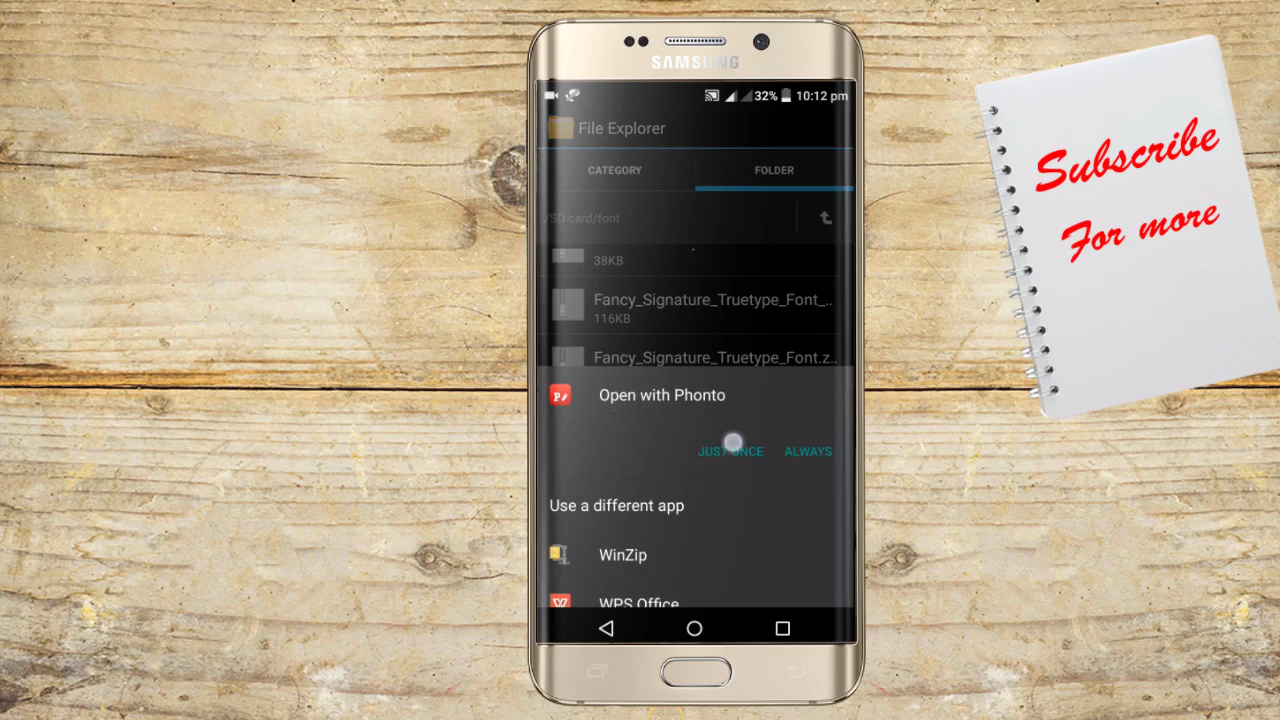 SAMSUNG
32% 10:12 pm
File Explorer
CATEGORY FOLDER
/SD card/font
38KB
Fancy_Signature_Truetype_Font_..
116KB
Fancy_Signature_Truetype_Font.z..
Open with Phonto
JUST ONCE ALWAYS
Use a different app
WinZip
WPS Office
Subscribe
For more